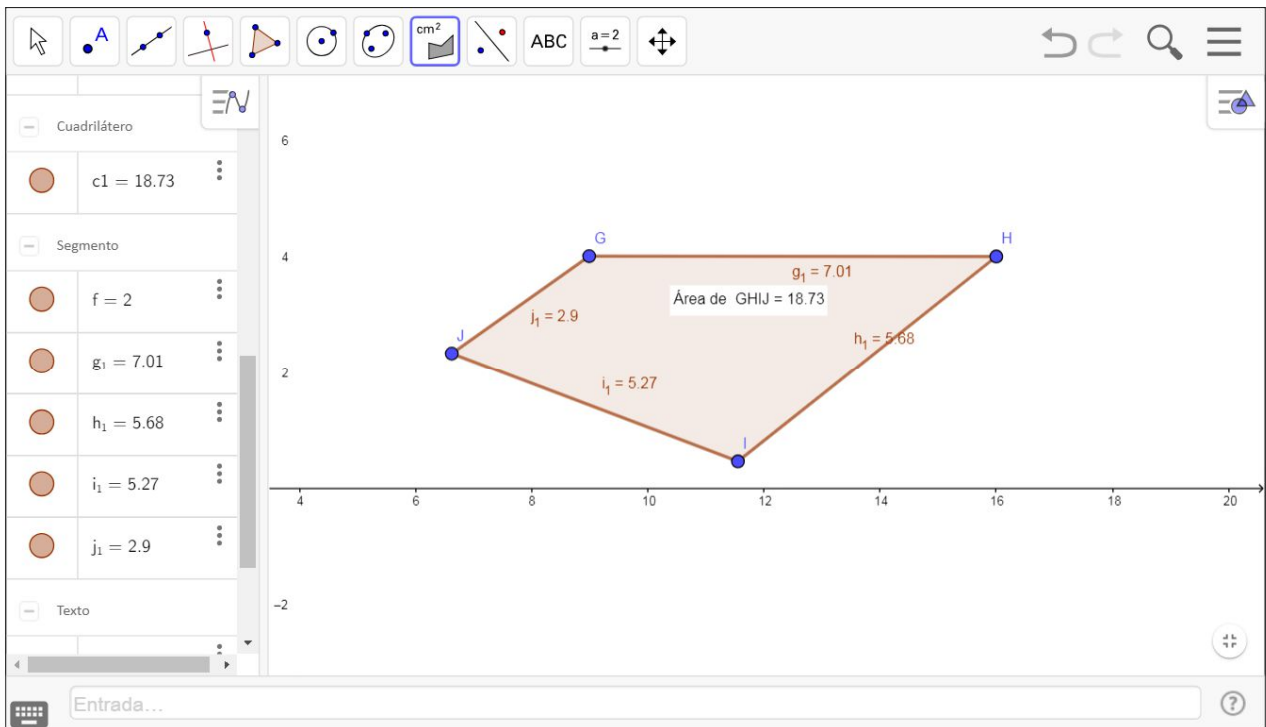 A
cm²
ABC
a = 2
Cuadrilátero
c1 = 18.73
Segmento
f = 2
g₁ = 7.01
h₁ = 5.68
i₁ = 5.27
j₁ = 2.9
Texto
6
4
2
−2
4 6 8 10 12 14 16 18 20
G
H
g₁ = 7.01
Área de GHIJ = 18.73
j₁ = 2.9
J
h₁ = 5.68
i₁ = 5.27
I
Entrada...
?